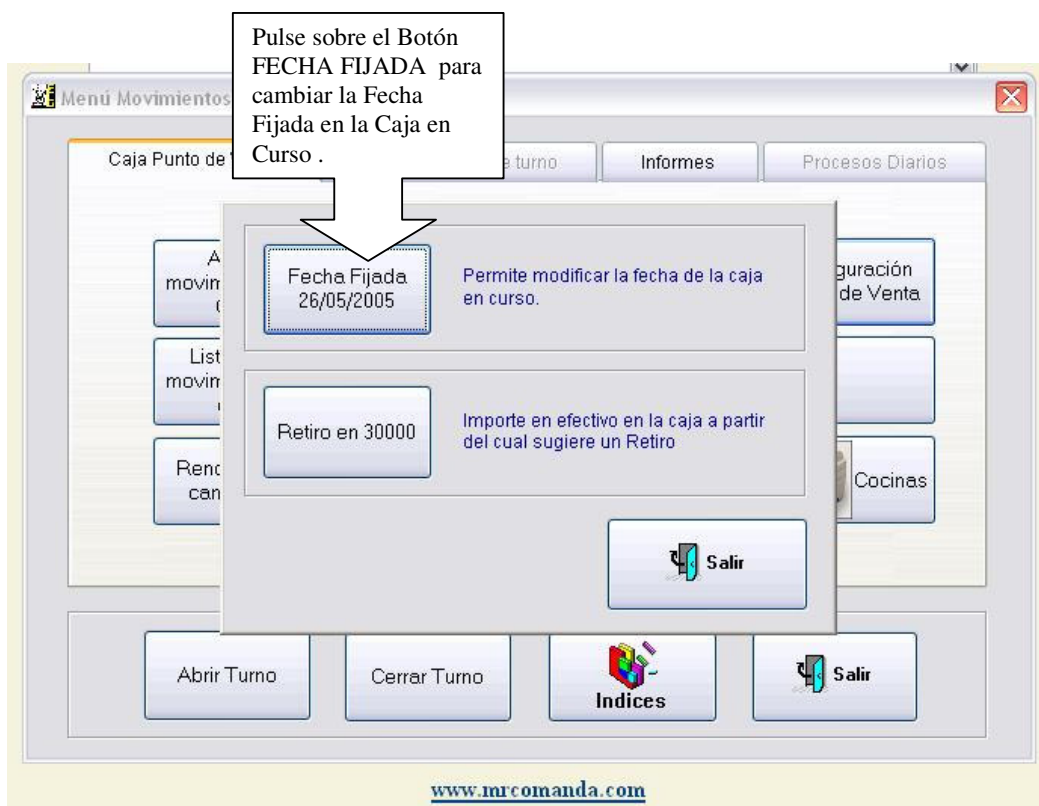 Pulse sobre el Botón
FECHA FIJADA para
cambiar la Fecha
Fijada en la Caja en
Curso .
Menú Movimientos
Caja Punto de
turno
Informes
Procesos Diarios
Fecha Fijada
26/05/2005
Permite modificar la fecha de la caja
en curso.
Retiro en 30000
Importe en efectivo en la caja a partir
del cual sugiere un Retiro
Salir
de Venta
Cocinas
Abrir Turno
Cerrar Turno
Indices
Salir
www.mrcomanda.com